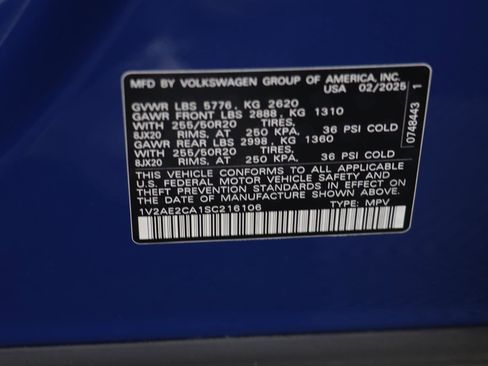 MFD BY VOLKSWAGEN GROUP OF AMERICA, INC.
USA 02/2025
GVWR LBS 5776, KG 2620
GAWR FRONT LBS 2888, KG 1310
WITH 255/50R20 TIRES,
8JX20 RIMS, AT 250 KPA, 36 PSI COLD
GAWR REAR LBS 2998, KG 1360
WITH 255/50R20 TIRES,
8JX20 RIMS, AT 250 KPA, 36 PSI COLD
THIS VEHICLE CONFORMS TO ALL APPLICABLE
U.S. FEDERAL MOTOR VEHICLE SAFETY AND
THEFT PREVENTION STANDARDS IN EFFECT ON
THE DATE OF MANUFACTURE SHOWN ABOVE.
1V2AE2CA1SC216106 TYPE: MPV
0748443 1